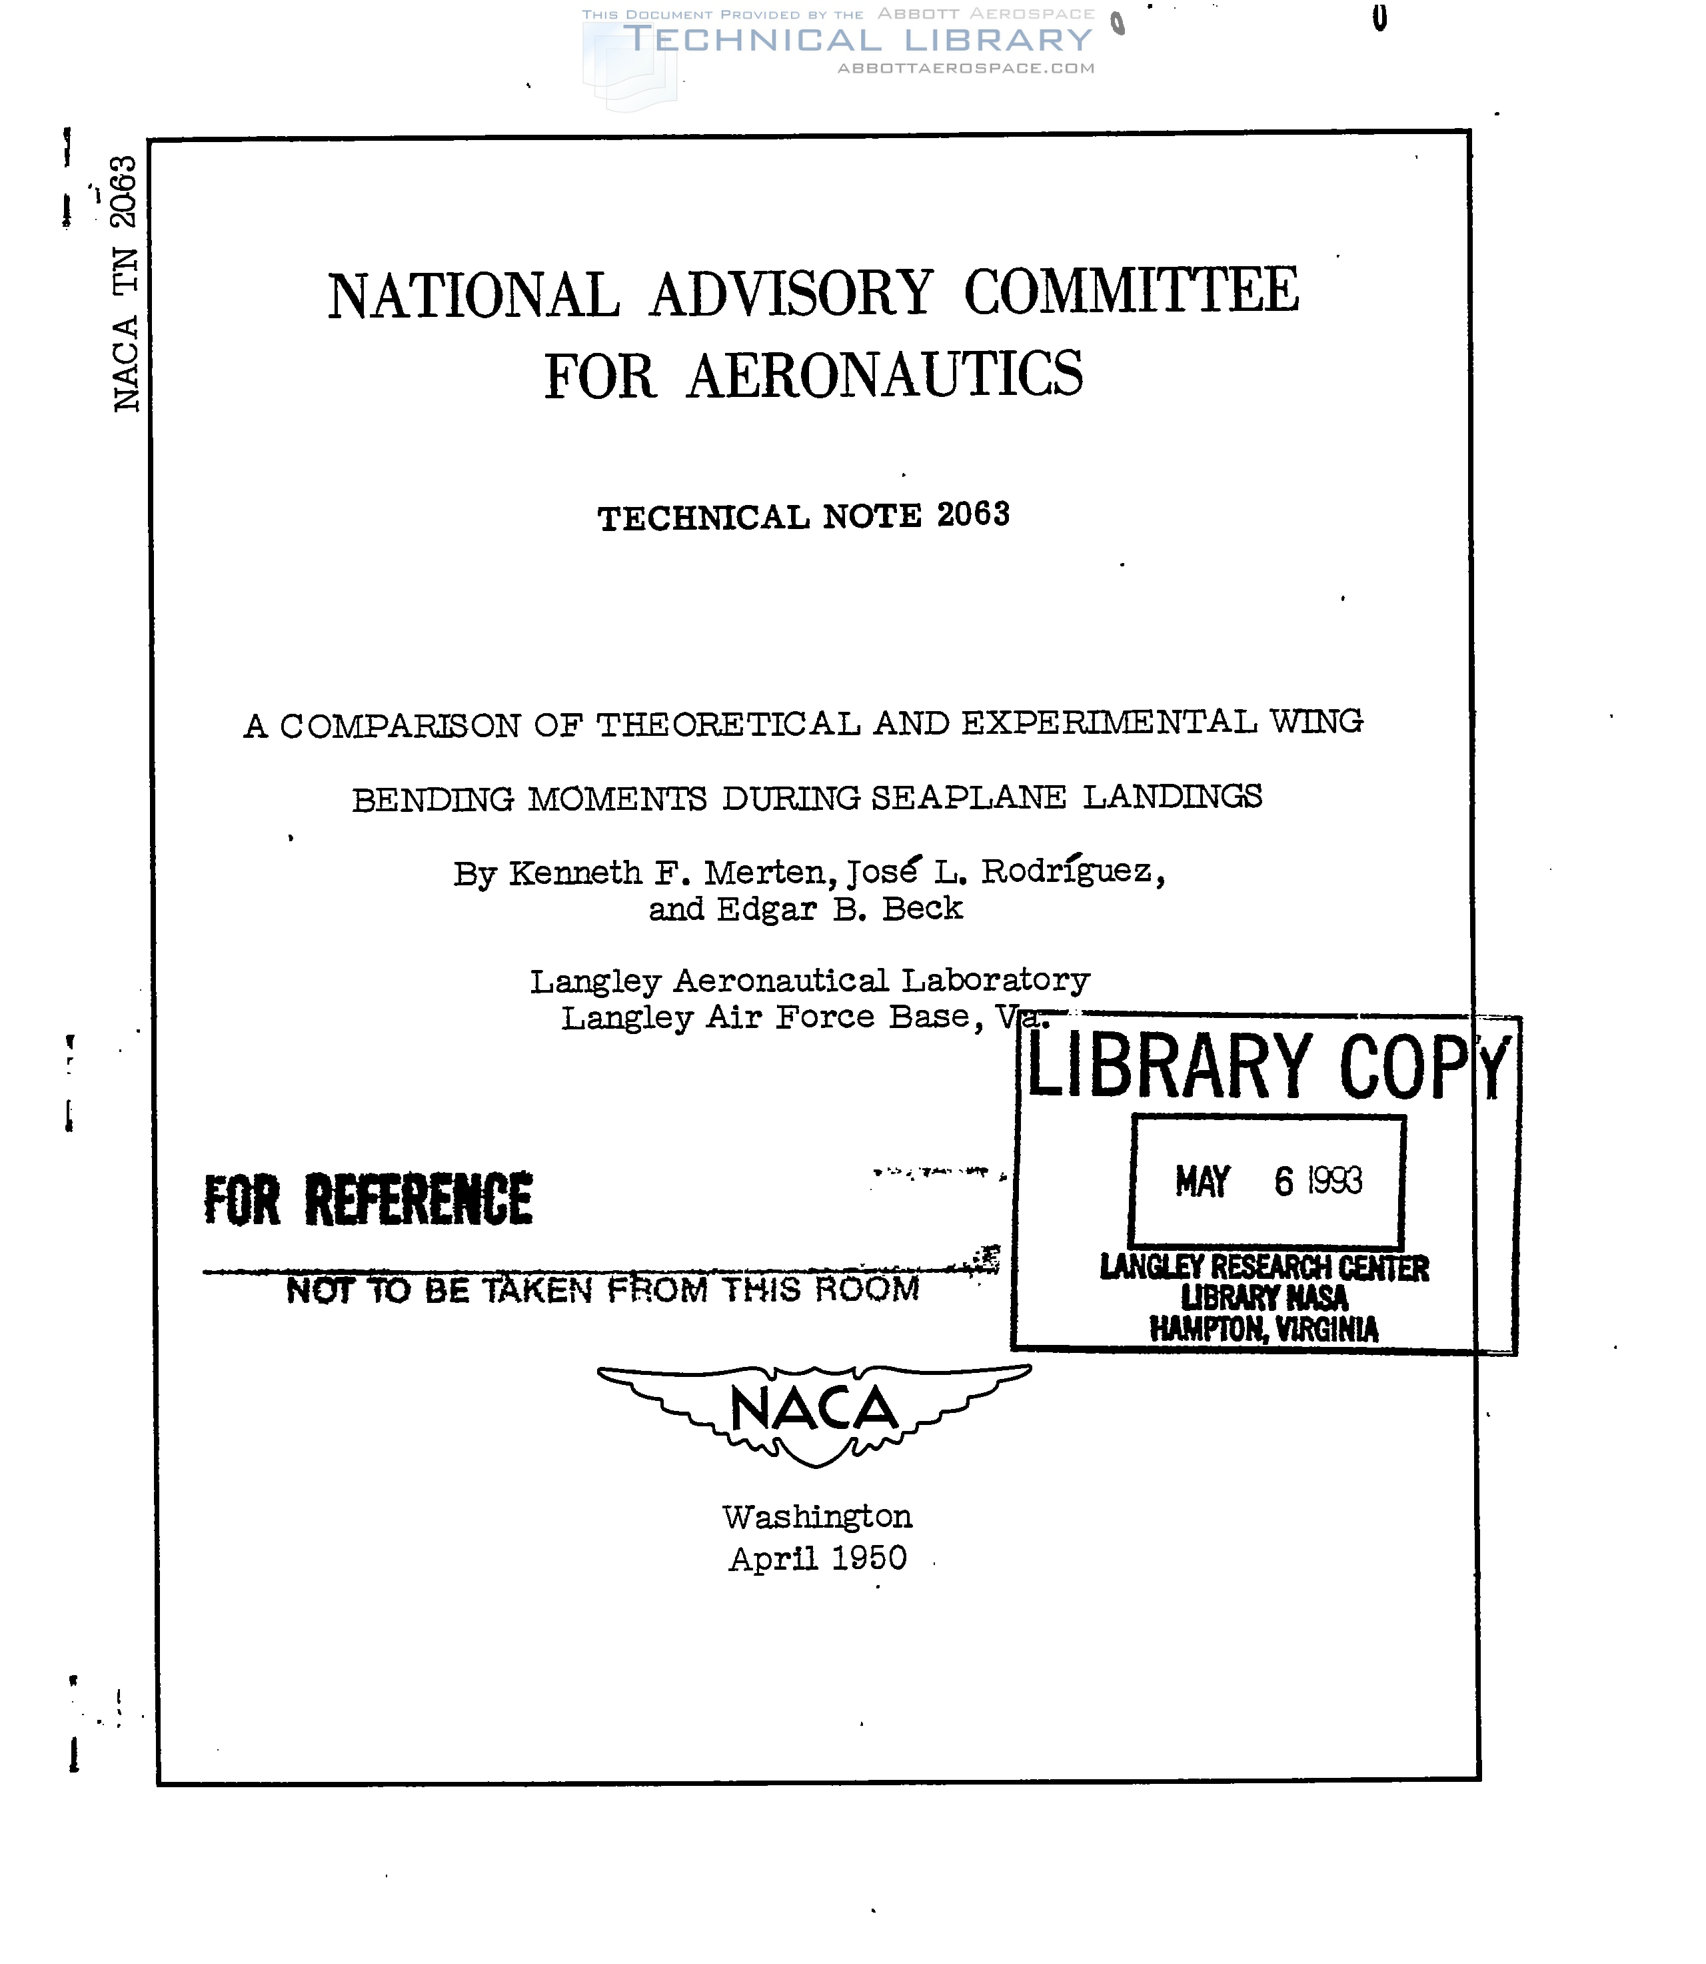 THIS DOCUMENT PROVIDED BY THE ABBOTT AEROSPACE
TECHNICAL LIBRARY
ABBOTTAEROSPACE.COM
NACA TN 2063
NATIONAL ADVISORY COMMITTEE
FOR AERONAUTICS
TECHNICAL NOTE 2063
A COMPARISON OF THEORETICAL AND EXPERIMENTAL WING
BENDING MOMENTS DURING SEAPLANE LANDINGS
By Kenneth F. Merten, José L. Rodríguez,
and Edgar B. Beck
Langley Aeronautical Laboratory
Langley Air Force Base, Va.
LIBRARY COPY
MAY 6 1993
LANGLEY RESEARCH CENTER
LIBRARY NASA
HAMPTON, VIRGINIA
FOR REFERENCE
NOT TO BE TAKEN FROM THIS ROOM
NACA
Washington
April 1950